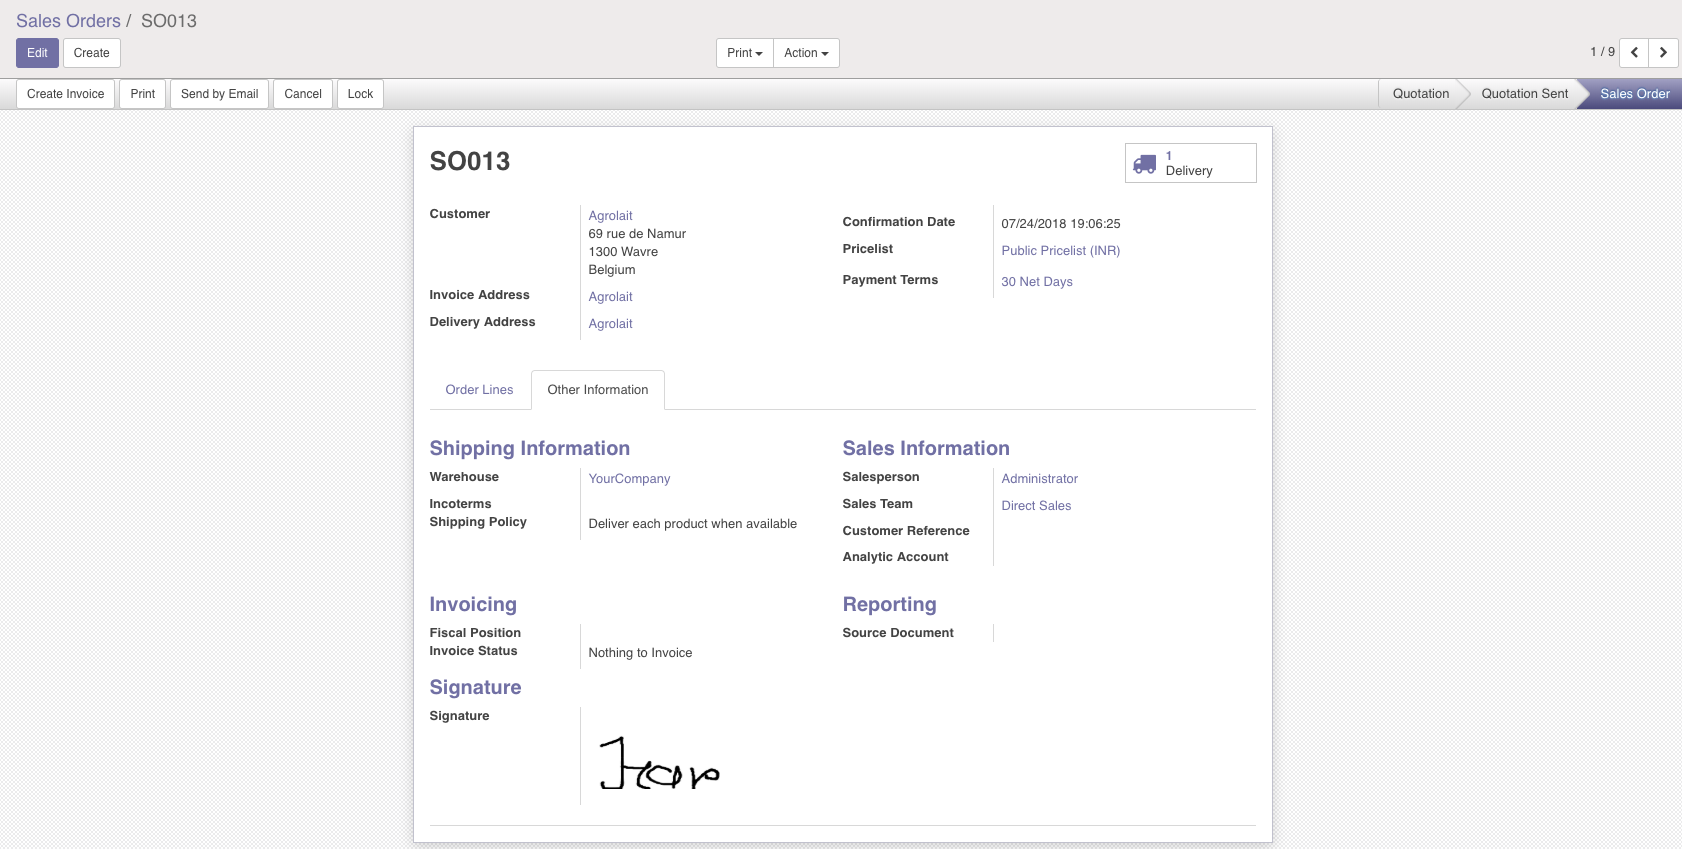 Sales Orders / SO013
Edit Create Print Action 1 / 9
Create Invoice Print Send by Email Cancel Lock Quotation Quotation Sent Sales Order
SO013
1
Delivery
Customer
Agrolait
69 rue de Namur
1300 Wavre
Belgium
Invoice Address Agrolait
Delivery Address Agrolait
Confirmation Date 07/24/2018 19:06:25
Pricelist Public Pricelist (INR)
Payment Terms 30 Net Days
Order Lines Other Information
Shipping Information
Warehouse YourCompany
Incoterms
Shipping Policy Deliver each product when available
Sales Information
Salesperson Administrator
Sales Team Direct Sales
Customer Reference
Analytic Account
Invoicing
Fiscal Position
Invoice Status Nothing to Invoice
Reporting
Source Document
Signature
Signature